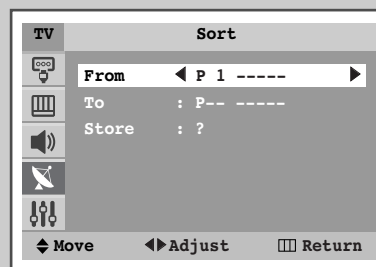 TV Sort
From ◀ P 1 ----- ▶
To : P-- -----
Store : ?
Move Adjust Return